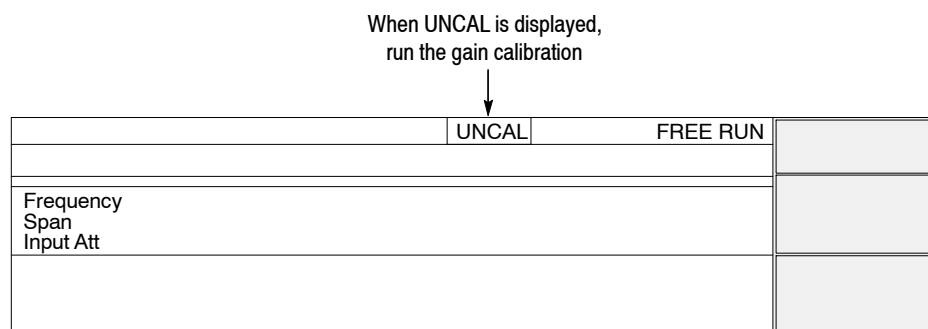 When UNCAL is displayed,
run the gain calibration
UNCAL FREE RUN
Frequency
Span
Input Att